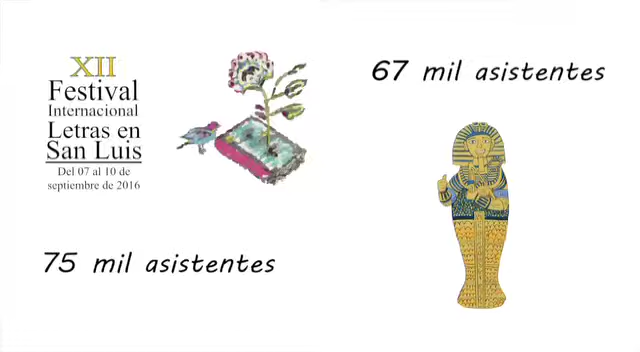 XII
Festival
Internacional
Letras en
San Luis
Del 07 al 10 de
septiembre de 2016
75 mil asistentes
67 mil asistentes